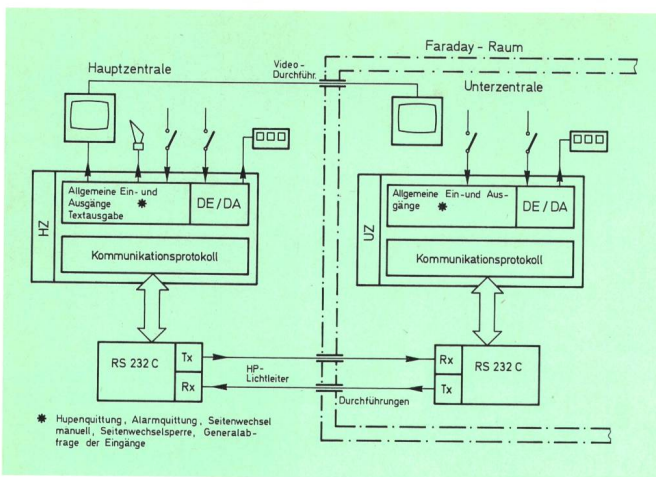 Faraday - Raum
Hauptzentrale
Video-
Durchführ.
Unterzentrale
HZ
Allgemeine Ein- und
Ausgänge *
Textausgabe
DE/DA
Kommunikationsprotokoll
UZ
Allgemeine Ein- und Aus-
gänge *
DE/DA
Kommunikationsprotokoll
RS 232 C
Tx
Rx
HP-
Lichtleiter
Durchführungen
Rx
Tx
RS 232 C
* Hupenquittung, Alarmquittung, Seitenwechsel
manuell, Seitenwechselsperre, Generalab-
frage der Eingänge